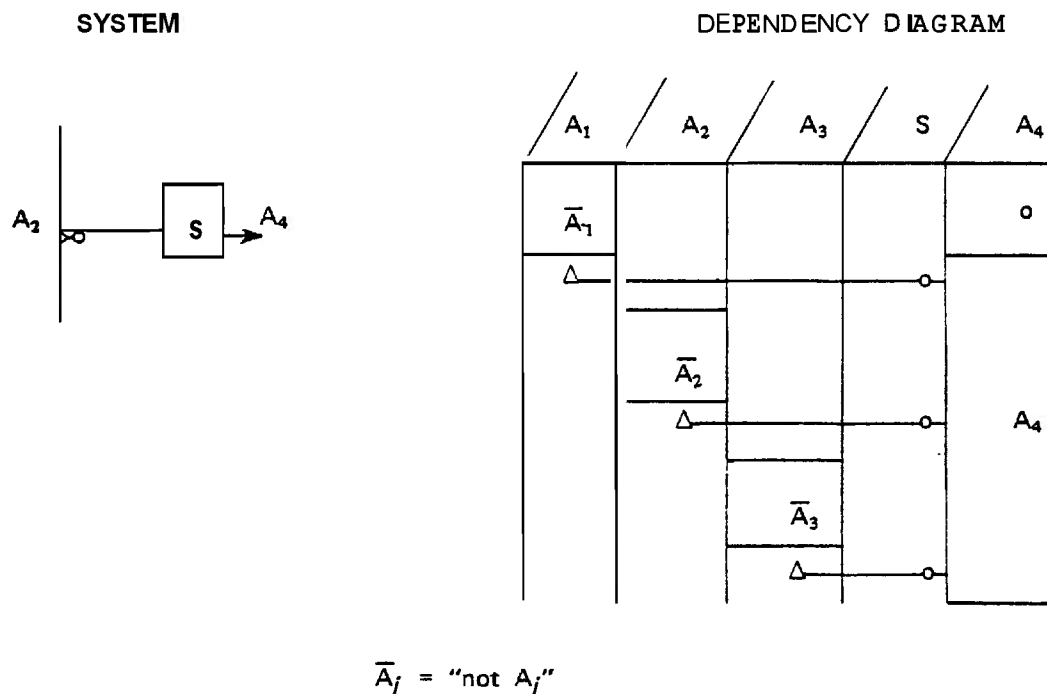 SYSTEM
DEPENDENCY DIAGRAM
A₁ A₂ A₃ S A₄
A̅₁ o
A₂ S A₄
A̅₂ A₄
A̅₃
A̅ⱼ = “not Aⱼ”